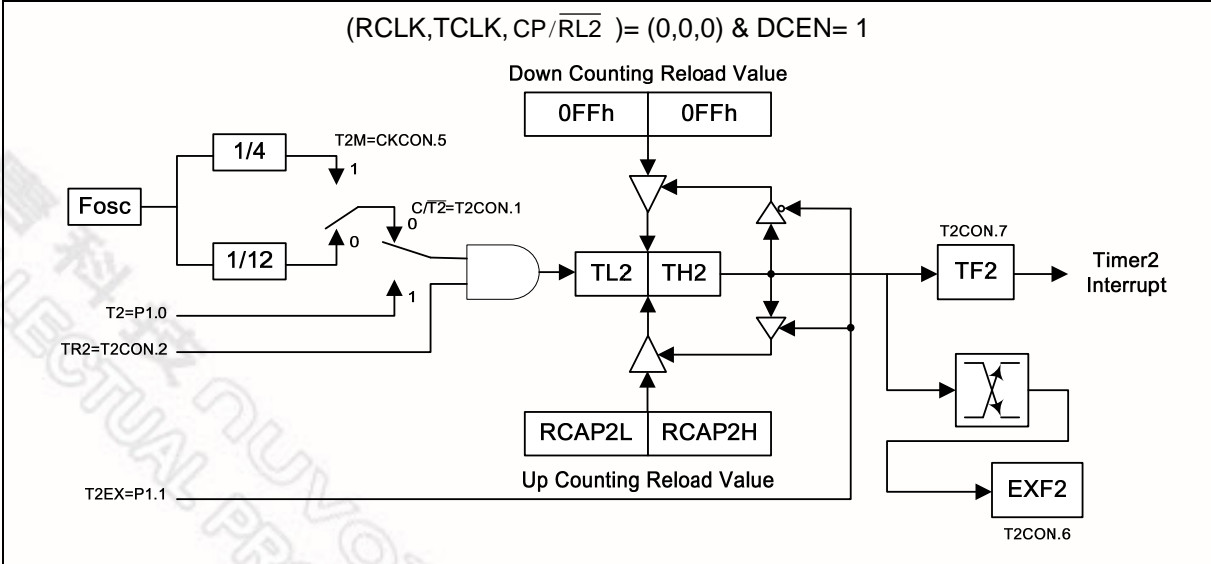 (RCLK,TCLK, CP/RL2 )= (0,0,0) & DCEN= 1
Down Counting Reload Value
0FFh 0FFh
T2M=CKCON.5
1/4
1
Fosc
C/T2=T2CON.1
0
0
1/12
T2CON.7
TL2 TH2
TF2
Timer2
Interrupt
1
T2=P1.0
TR2=T2CON.2
RCAP2L RCAP2H
Up Counting Reload Value
T2EX=P1.1
EXF2
T2CON.6